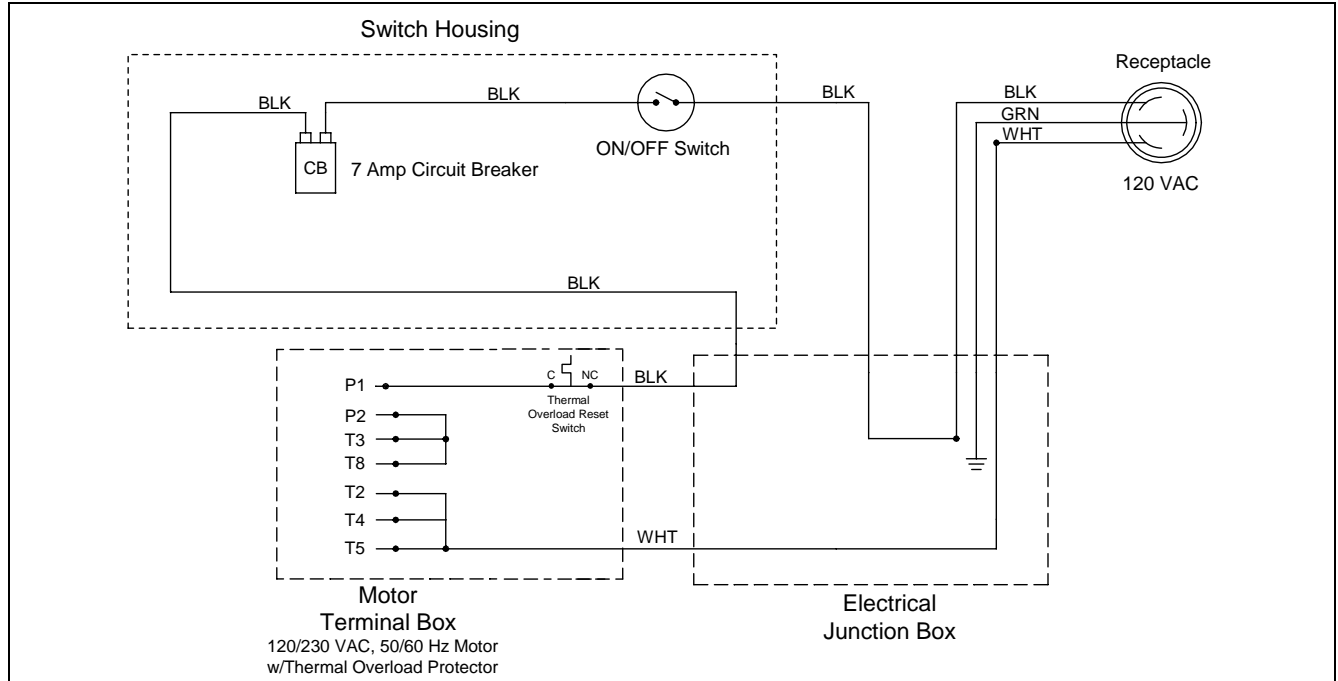 Switch Housing
Receptacle
BLK
BLK
BLK
BLK
GRN
WHT
ON/OFF Switch
CB
7 Amp Circuit Breaker
120 VAC
BLK
P1
C
NC
BLK
Thermal
Overload Reset
Switch
P2
T3
T8
T2
T4
T5
WHT
Motor
Terminal Box
120/230 VAC, 50/60 Hz Motor
w/Thermal Overload Protector
Electrical
Junction Box